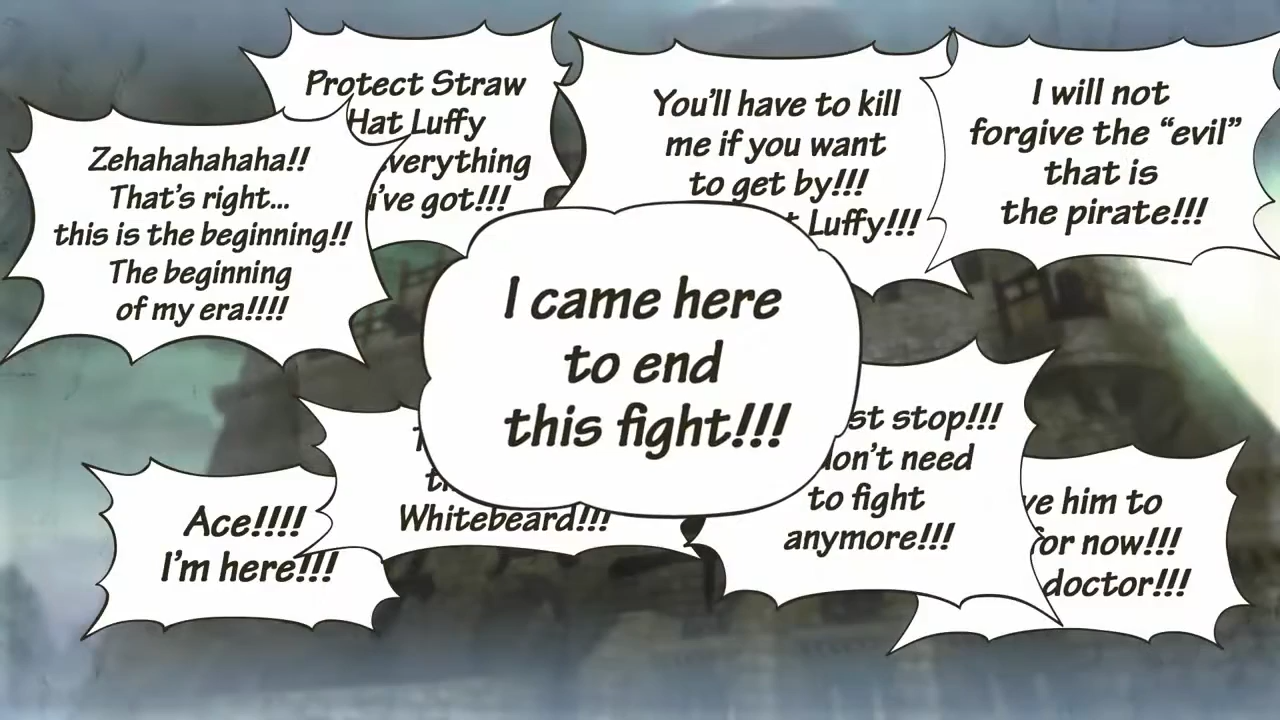 Protect Straw
Hat Luffy
verything
've got!!!
You'll have to kill
me if you want
to get by!!!
Luffy!!!
I will not
forgive the “evil”
that is
the pirate!!!
Zehahahahaha!!
That's right...
this is the beginning!!
The beginning
of my era!!!!
I came here
to end
this fight!!!
st stop!!!
on't need
to fight
anymore!!!
Whitebeard!!!
Ace!!!!
I'm here!!!
him to
or now!!!
doctor!!!